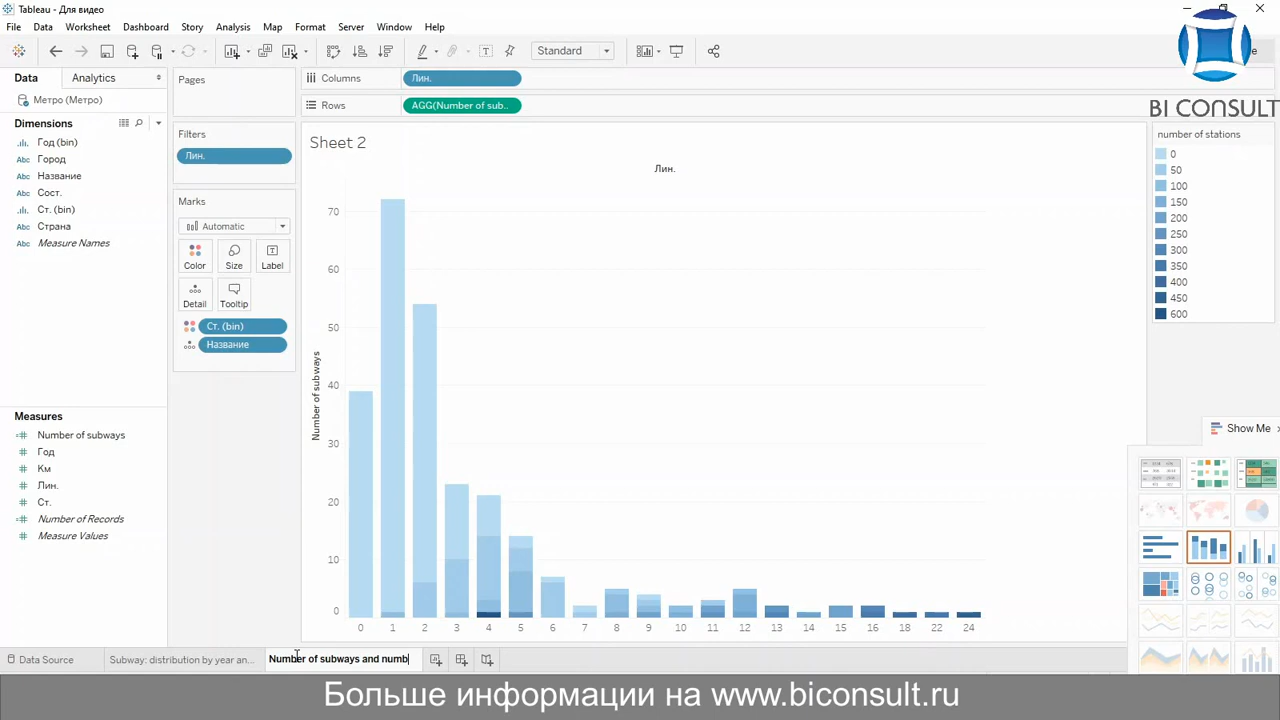 Tableau - Для видео
File Data Worksheet Dashboard Story Analysis Map Format Server Window Help
Standard
Data Analytics
Метро (Метро)
Dimensions
Год (bin)
Город
Название
Сост.
Ст. (bin)
Страна
Measure Names
Measures
Number of subways
Год
Км
Лин.
Ст.
Number of Records
Measure Values
Pages
Filters
Лин.
Marks
Automatic
Color Size Label
Detail Tooltip
Ст. (bin)
Название
Columns Лин.
Rows AGG(Number of sub..
Sheet 2
Лин.
Number of subways
70
60
50
40
30
20
10
0
0 1 2 3 4 5 6 7 8 9 10 11 12 13 14 15 16 18 22 24
BI CONSULT
number of stations
0
50
100
150
200
250
300
350
400
450
600
Show Me
Data Source Subway: distribution by year an... Number of subways and numb
Больше информации на www.biconsult.ru